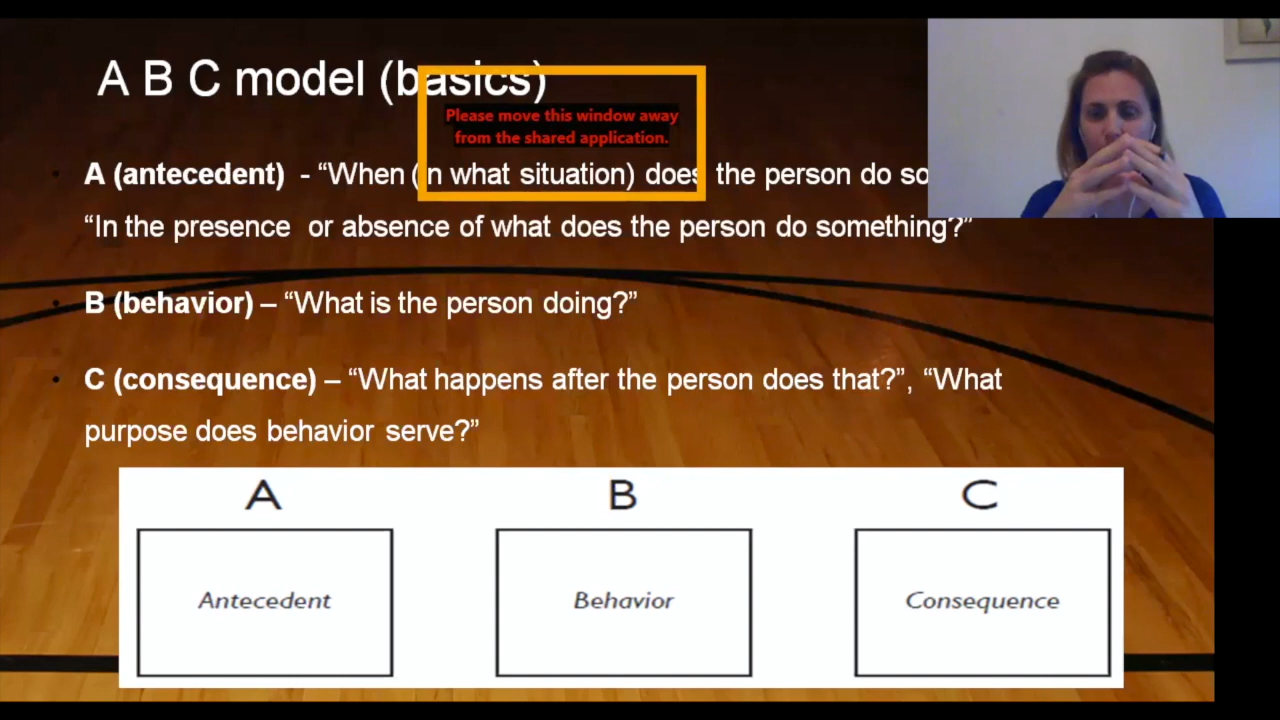 A B C model (basics)
Please move this window away
from the shared application.
A (antecedent) - “When (in what situation) does the person do
“In the presence or absence of what does the person do something?”
B (behavior) – “What is the person doing?”
C (consequence) – “What happens after the person does that?”, “What
purpose does behavior serve?”
A B C
Antecedent Behavior Consequence